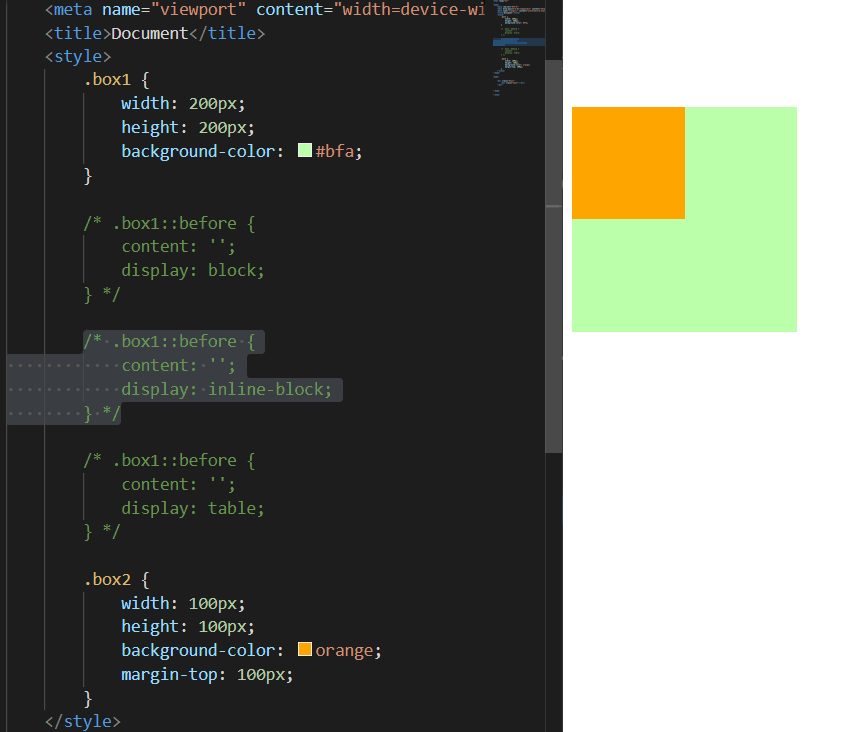 <meta name="viewport" content="width=device-wi
<title>Document</title>
<style>
.box1 {
width: 200px;
height: 200px;
background-color: #bfa;
}
/* .box1::before {
content: '';
display: block;
} */
/* .box1::before {
content: '';
display: inline-block;
} */
/* .box1::before {
content: '';
display: table;
} */
.box2 {
width: 100px;
height: 100px;
background-color: orange;
margin-top: 100px;
}
</style>